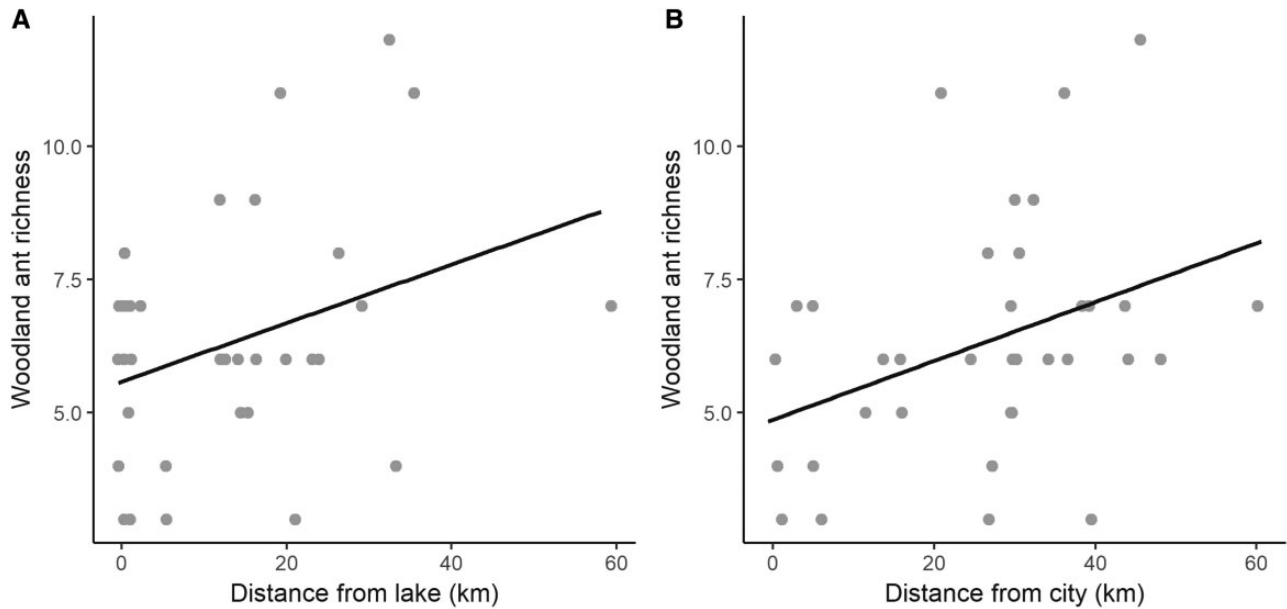 A
Woodland ant richness
10.0
7.5
5.0
0 20 40 60
Distance from lake (km)
B
Woodland ant richness
10.0
7.5
5.0
0 20 40 60
Distance from city (km)